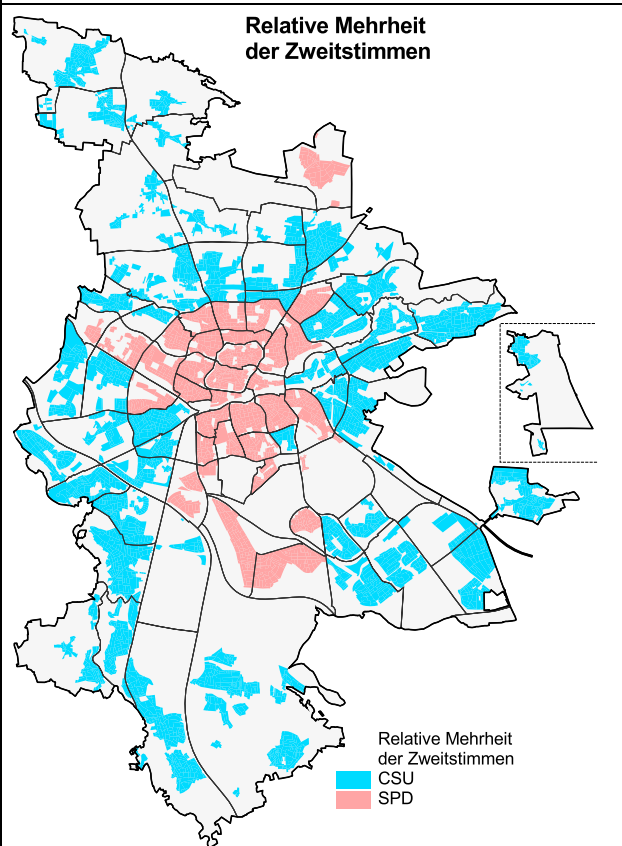 Relative Mehrheit
der Zweitstimmen
Relative Mehrheit
der Zweitstimmen
CSU
SPD